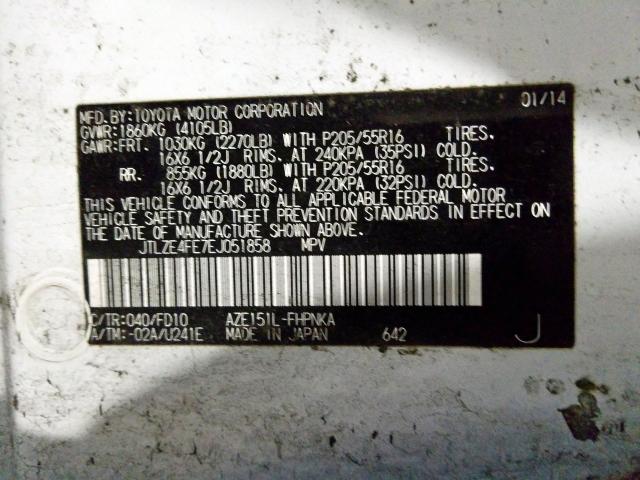 MFD.BY:TOYOTA MOTOR CORPORATION 01/14
GVWR:1860KG (4105LB)
GAWR:FRT. 1030KG (2270LB) WITH P205/55R16 TIRES.
16X6 1/2J RIMS. AT 240KPA (35PSI) COLD.
RR. 855KG (1880LB) WITH P205/55R16 TIRES.
16X6 1/2J RIMS. AT 220KPA (32PSI) COLD.
THIS VEHICLE CONFORMS TO ALL APPLICABLE FEDERAL MOTOR
VEHICLE SAFETY AND THEFT PREVENTION STANDARDS IN EFFECT ON
THE DATE OF MANUFACTURE SHOWN ABOVE.
JTLZE4FE7EJ051858 MPV
C/TR:040/FD10 AZE151L-FHPNKA
A/TM:-02A/U241E MADE IN JAPAN 642 J